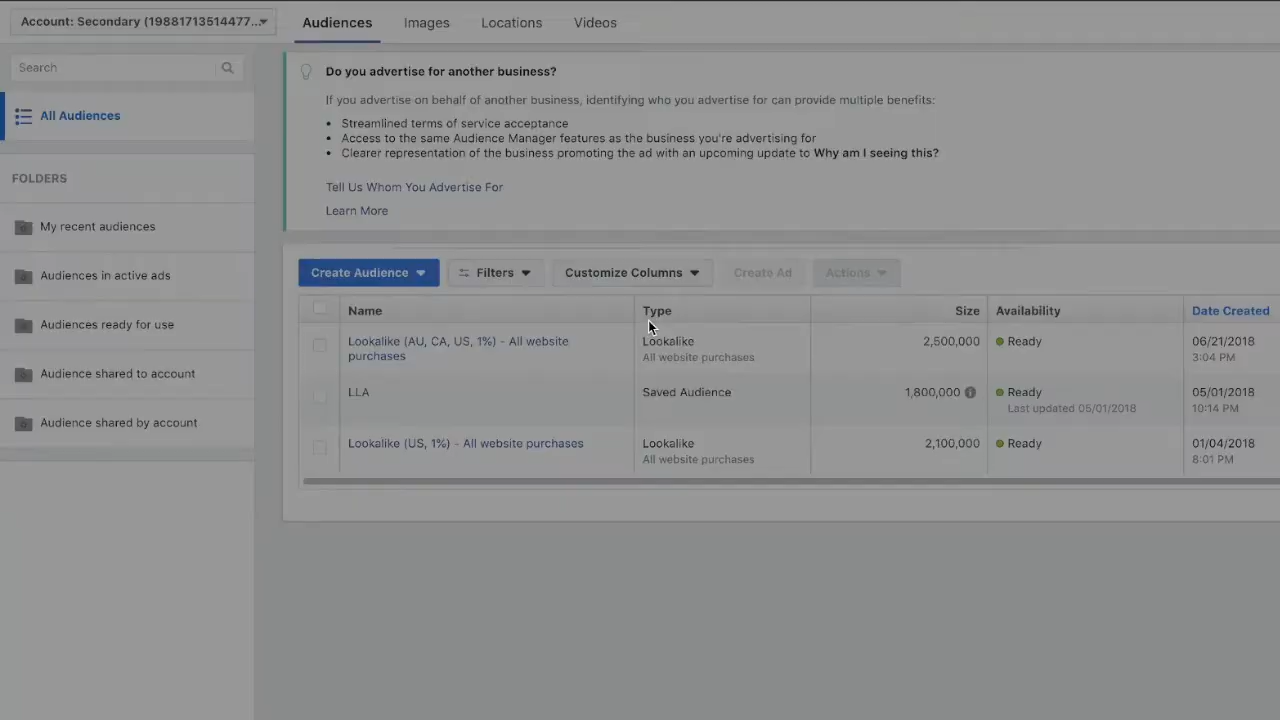 Account: Secondary (19881713514477...
Audiences
Images
Locations
Videos
Search
All Audiences
FOLDERS
My recent audiences
Audiences in active ads
Audiences ready for use
Audience shared to account
Audience shared by account
Do you advertise for another business?
If you advertise on behalf of another business, identifying who you advertise for can provide multiple benefits:
• Streamlined terms of service acceptance
• Access to the same Audience Manager features as the business you're advertising for
• Clearer representation of the business promoting the ad with an upcoming update to Why am I seeing this?
Tell Us Whom You Advertise For
Learn More
Create Audience
Filters
Customize Columns
Create Ad
Actions
Name Type Size Availability Date Created
Lookalike (AU, CA, US, 1%) - All website Lookalike 2,500,000 Ready 06/21/2018
purchases All website purchases 3:04 PM
LLA Saved Audience 1,800,000 Ready 05/01/2018
Last updated 05/01/2018 10:14 PM
Lookalike (US, 1%) - All website purchases Lookalike 2,100,000 Ready 01/04/2018
All website purchases 8:01 PM